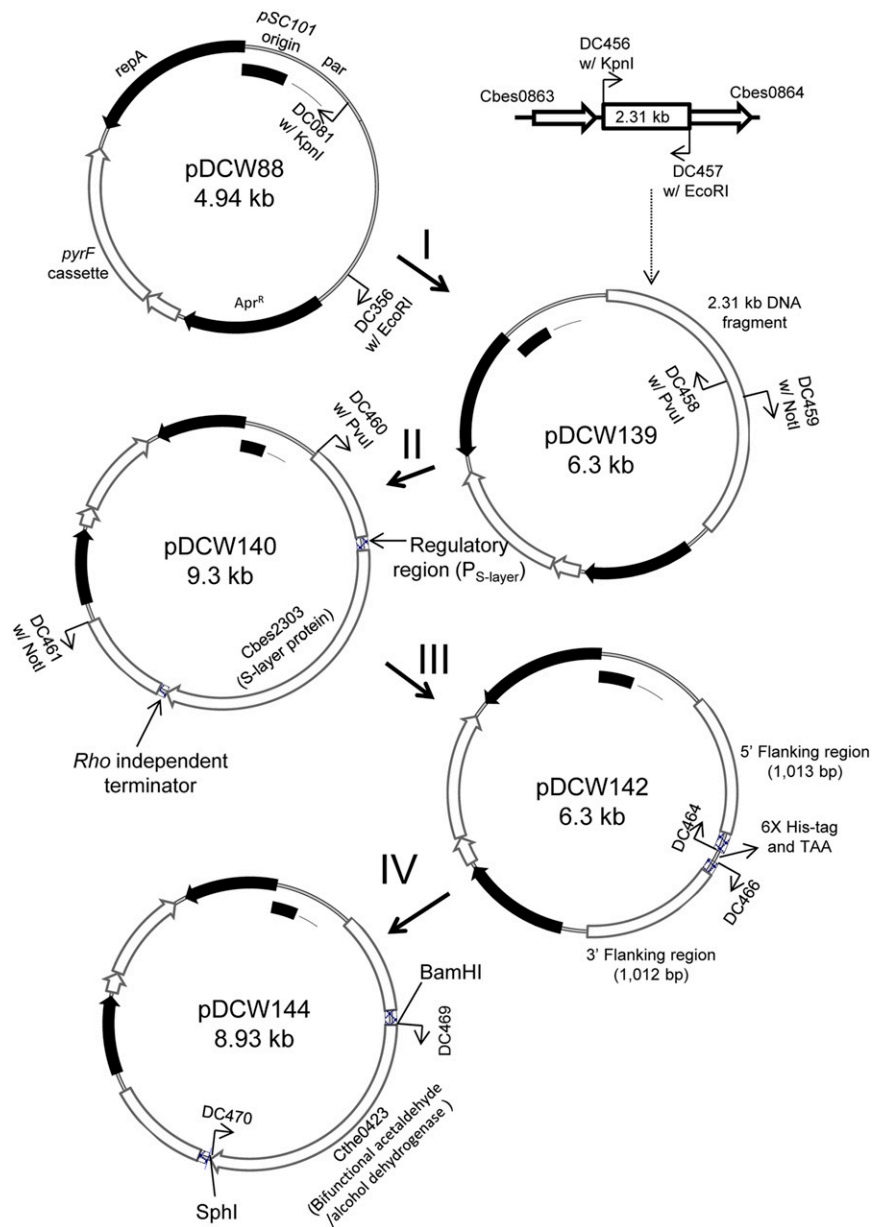 pSC101
origin
repA
par
DC081
w/ KpnI
pDCW88
4.94 kb
pyrF
cassette
AprR
DC356
w/ EcoRI
I
DC456
w/ KpnI
Cbes0863
Cbes0864
2.31 kb
DC457
w/ EcoRI
2.31 kb DNA
fragment
DC458
w/ PvuI
DC459
w/ NotI
pDCW139
6.3 kb
II
DC460
w/ PvuI
pDCW140
9.3 kb
Regulatory
region (PS-layer)
Cbes2303
(S-layer protein)
DC461
w/ NotI
Rho independent
terminator
III
5’ Flanking region
(1,013 bp)
pDCW142
6.3 kb
DC464
6X His-tag
and TAA
DC466
3’ Flanking region
(1,012 bp)
IV
BamHI
pDCW144
8.93 kb
DC469
DC470
Cthe0423
(Bifunctional acetaldehyde
/alcohol dehydrogenase )
SphI